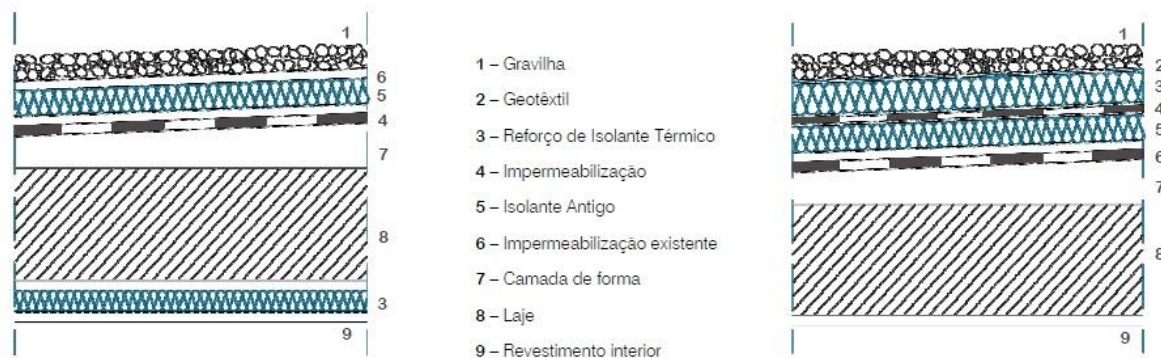 1
6
5
4
7
8
3
9
1 – Gravilha
2 – Geotêxtil
3 – Reforço de Isolante Térmico
4 – Impermeabilização
5 – Isolante Antigo
6 – Impermeabilização existente
7 – Camada de forma
8 – Laje
9 – Revestimento interior
1
2
3
4
5
6
7
8
9